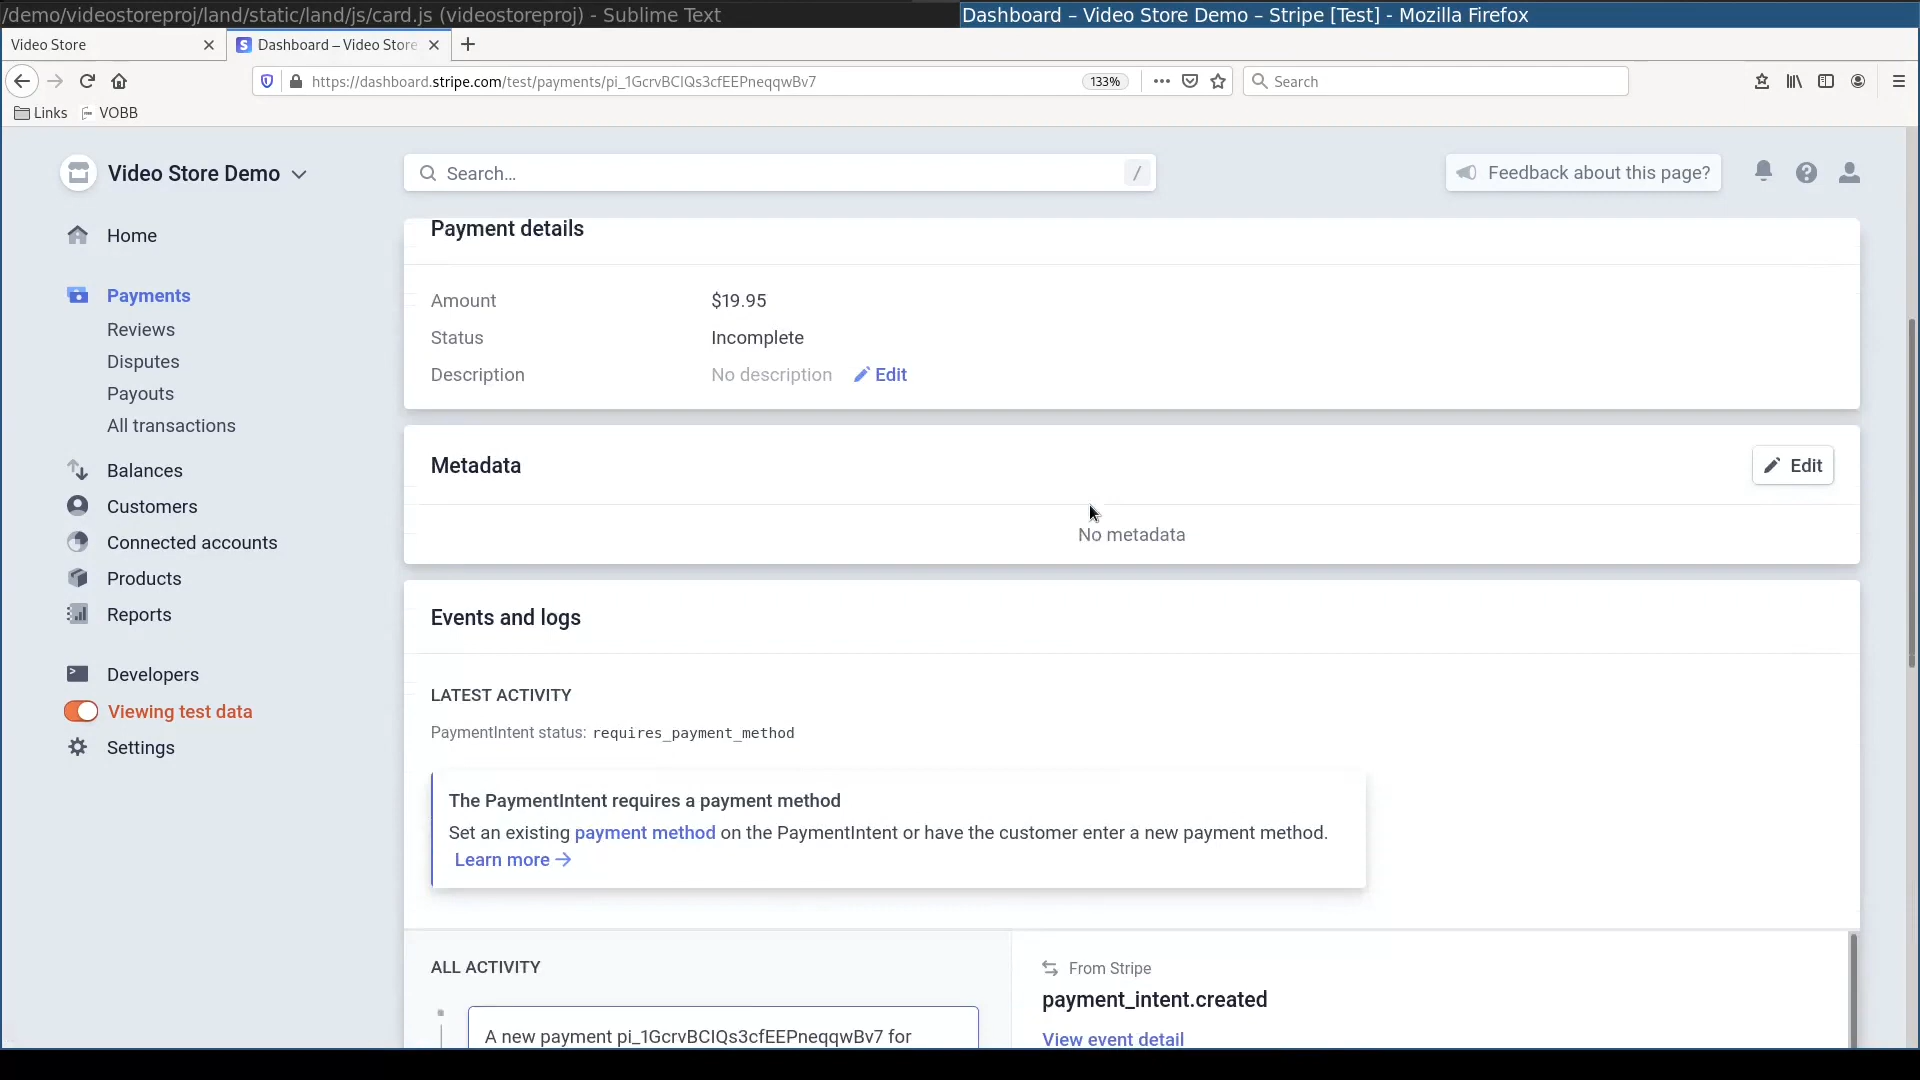 /demo/videostoreproj/land/static/land/js/card.js (videostoreproj) - Sublime Text
Dashboard – Video Store Demo – Stripe [Test] - Mozilla Firefox
Video Store
Dashboard – Video Store
https://dashboard.stripe.com/test/payments/pi_1GcrvBCIQs3cfEEPneqqwBv7
133%
Search
Links
VOBB
Video Store Demo
Search...
/
Feedback about this page?
Home
Payments
Reviews
Disputes
Payouts
All transactions
Balances
Customers
Connected accounts
Products
Reports
Developers
Viewing test data
Settings
Payment details
Amount $19.95
Status Incomplete
Description No description Edit
Metadata
Edit
No metadata
Events and logs
LATEST ACTIVITY
PaymentIntent status: requires_payment_method
The PaymentIntent requires a payment method
Set an existing payment method on the PaymentIntent or have the customer enter a new payment method.
Learn more →
ALL ACTIVITY
A new payment pi_1GcrvBCIQs3cfEEPneqqwBv7 for
From Stripe
payment_intent.created
View event detail